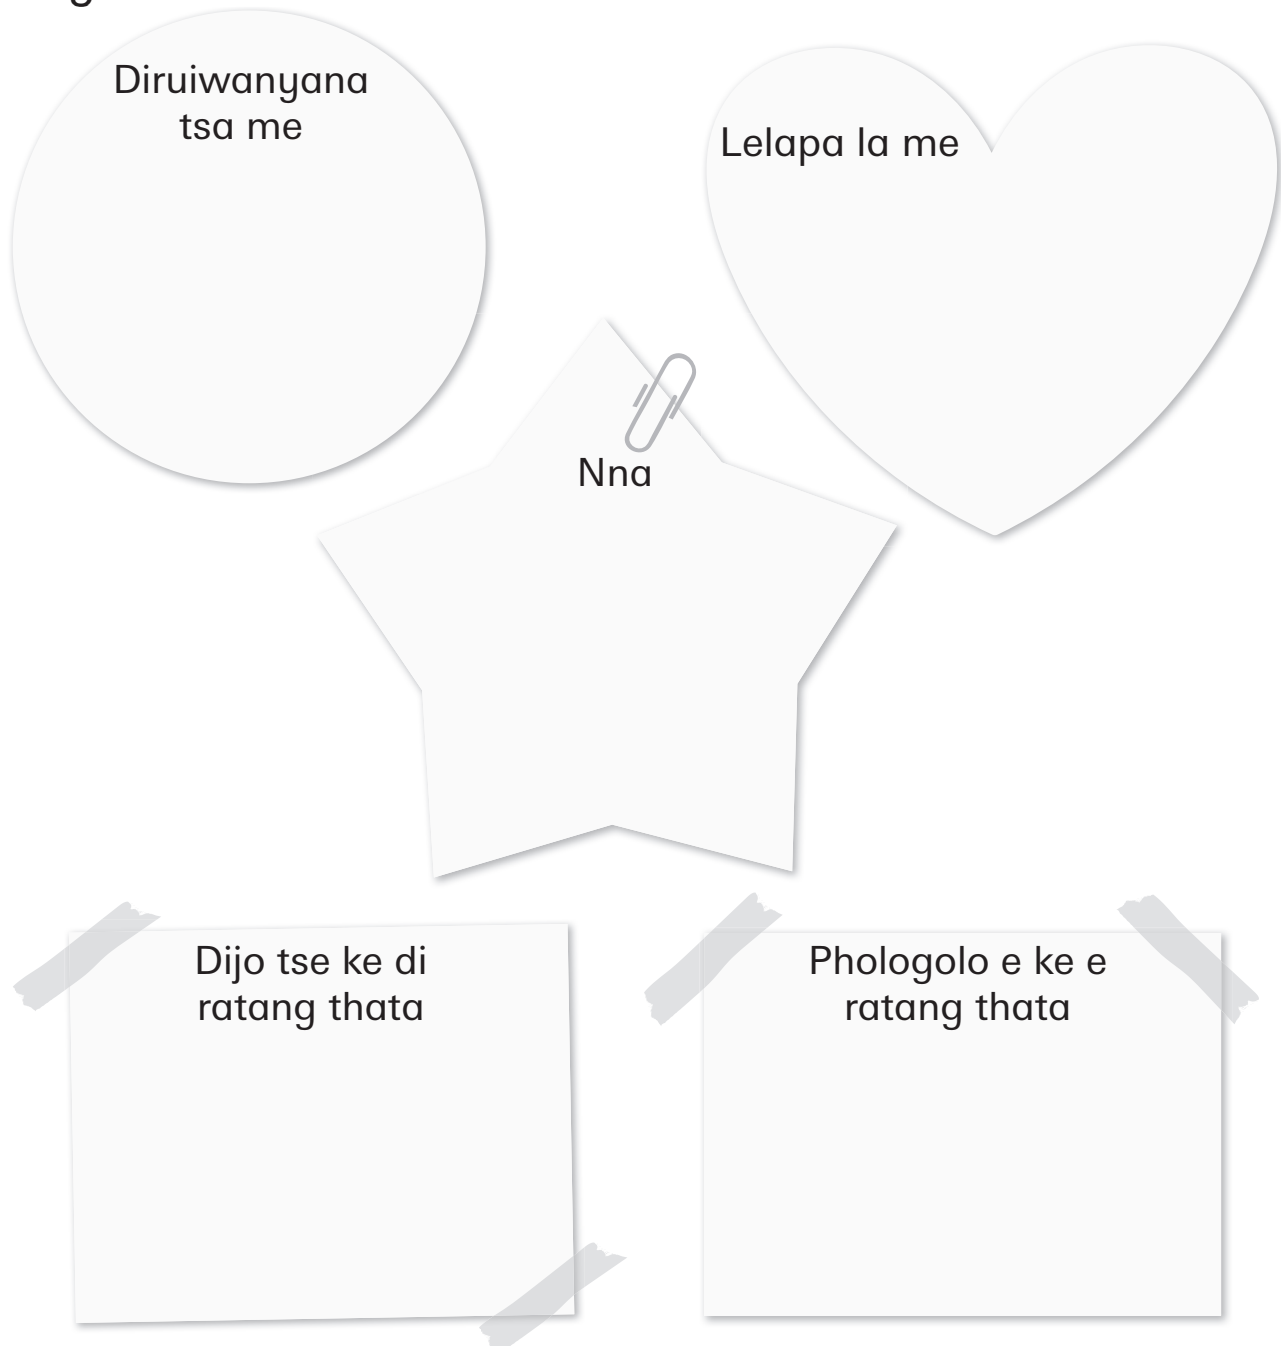 Diruiwanyana
tsa me
Lelapa la me
Nna
Dijo tse ke di
ratang thata
Phologolo e ke e
ratang thata